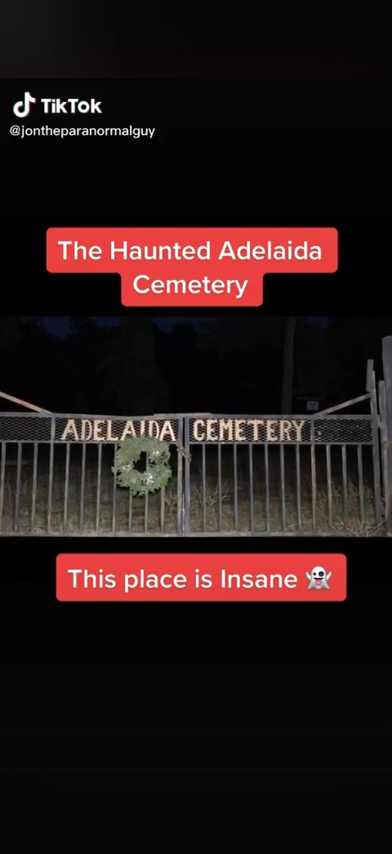 TikTok
@jontheparanormalguy
The Haunted Adelaida
Cemetery
ADELAIDA CEMETERY
This place is Insane 👻